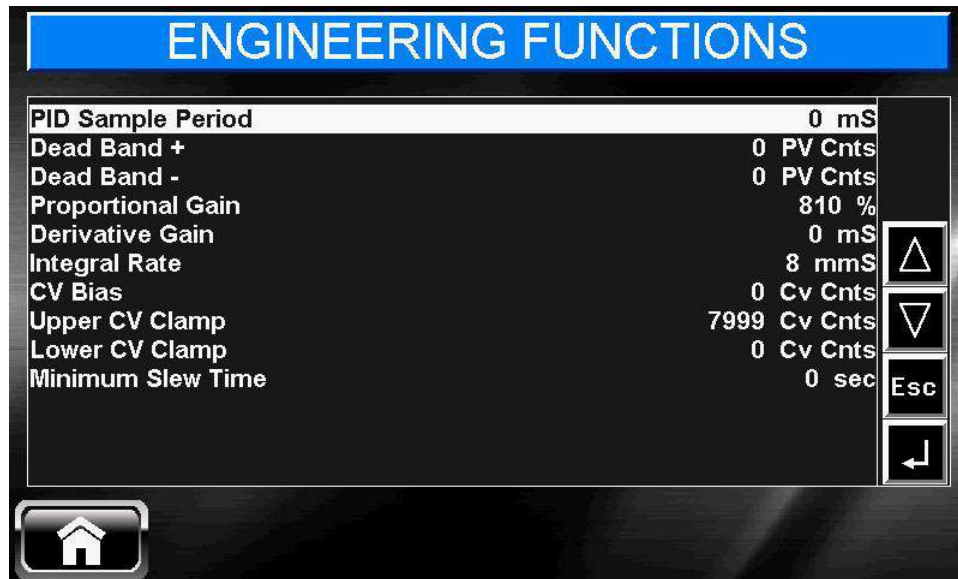 ENGINEERING FUNCTIONS
PID Sample Period 0 mS
Dead Band + 0 PV Cnts
Dead Band - 0 PV Cnts
Proportional Gain 810 %
Derivative Gain 0 mS
Integral Rate 8 mmS
CV Bias 0 Cv Cnts
Upper CV Clamp 7999 Cv Cnts
Lower CV Clamp 0 Cv Cnts
Minimum Slew Time 0 sec
Esc